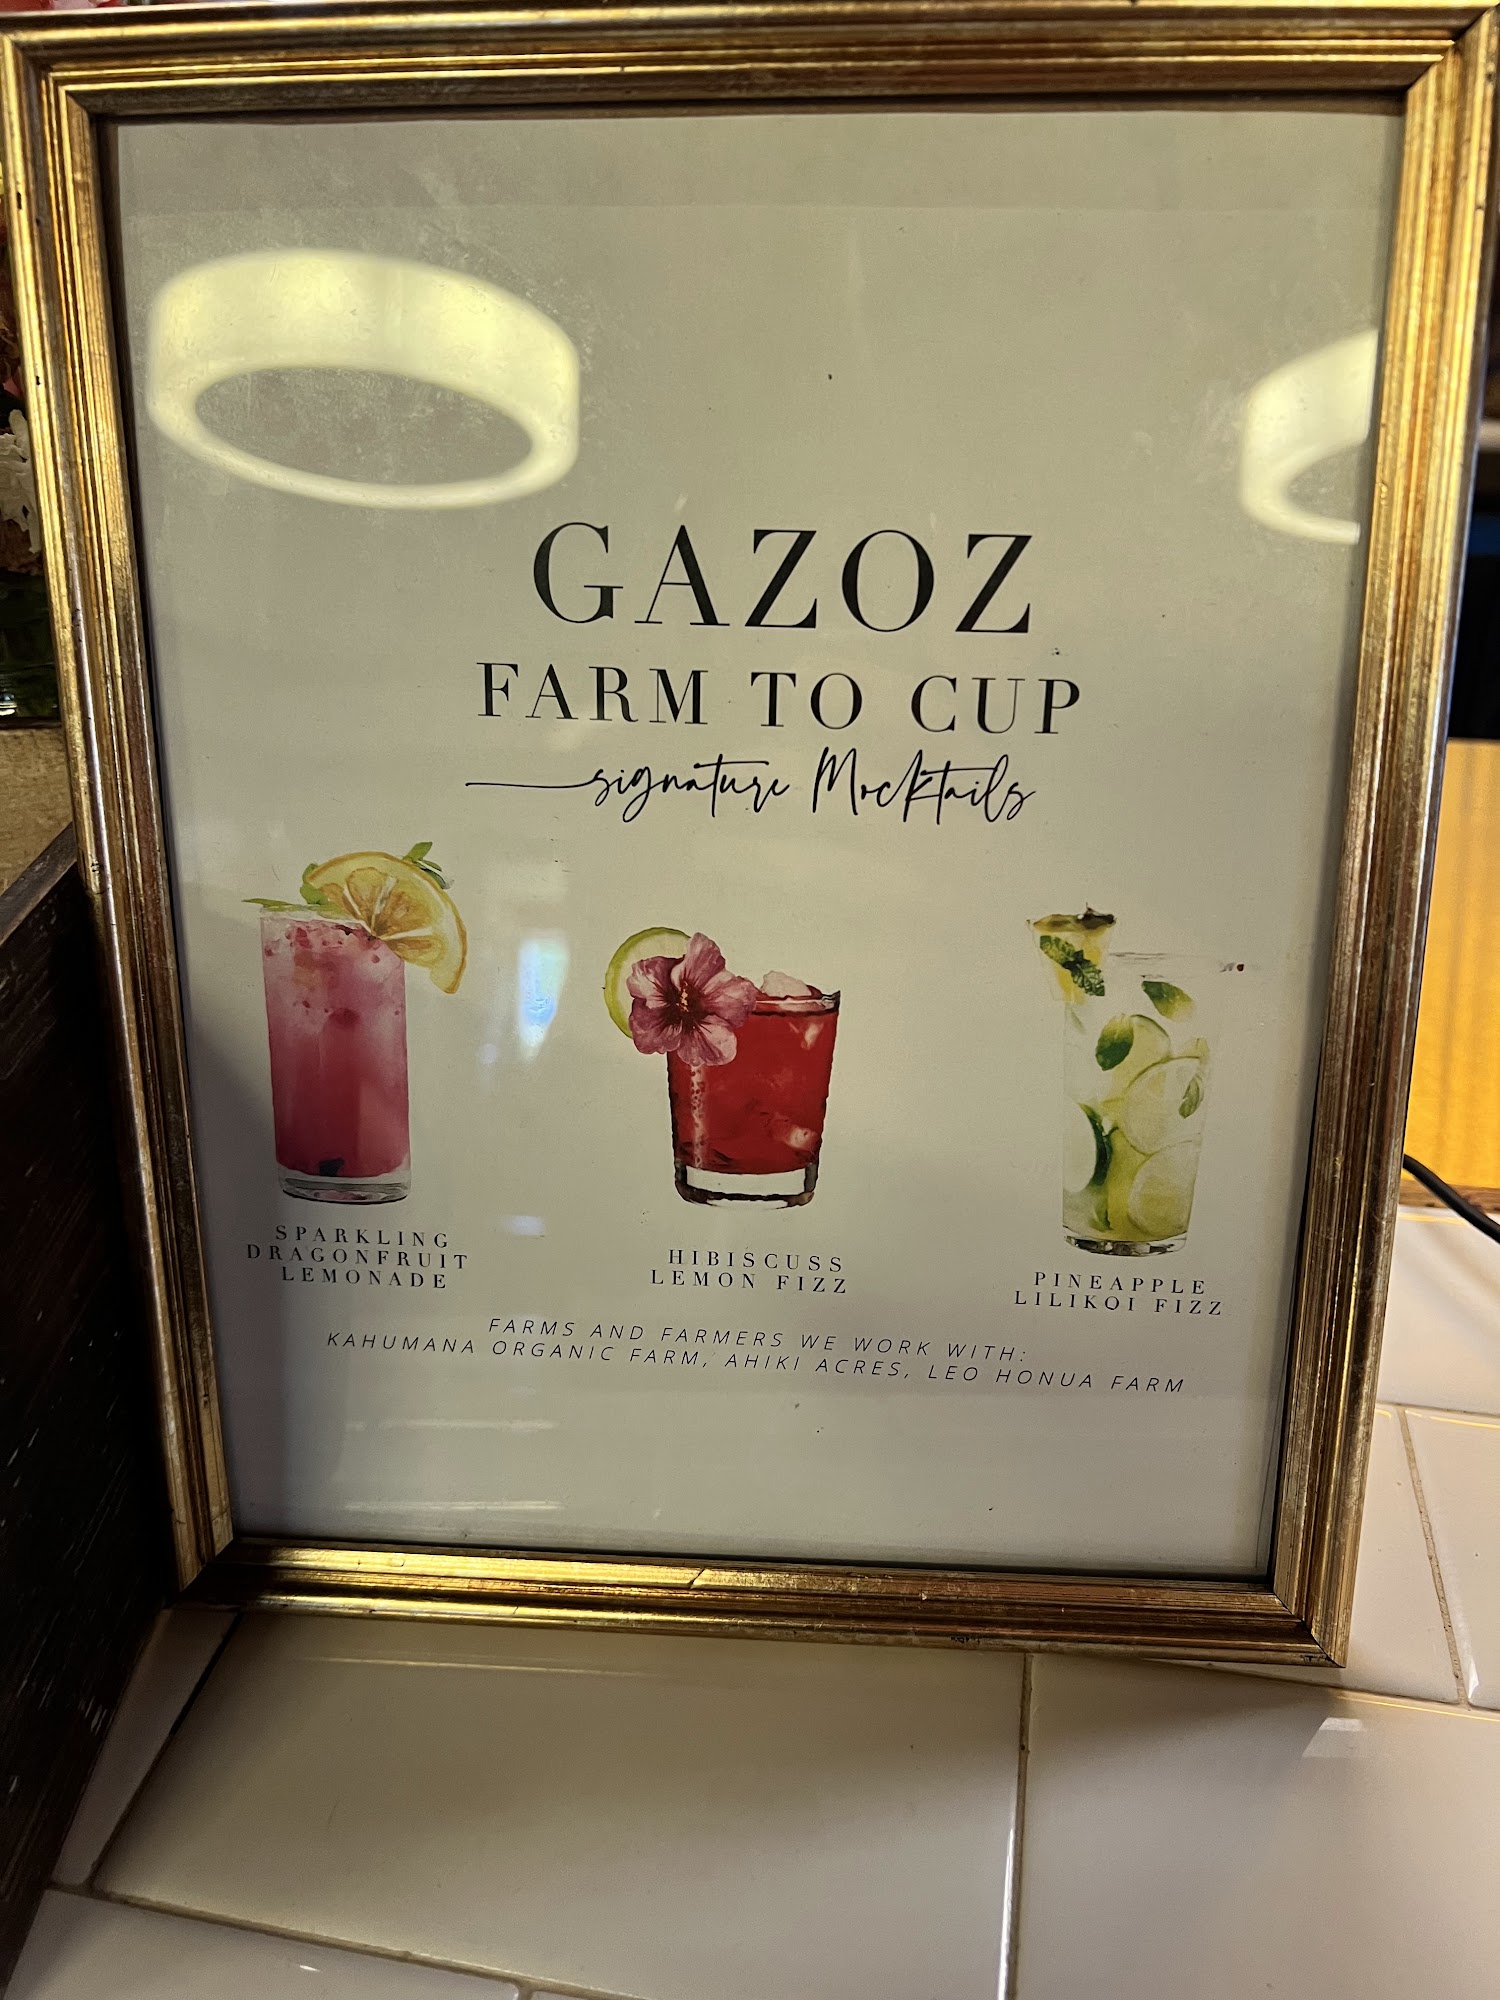 GAZOZ
FARM TO CUP
signature Mocktails
SPARKLING
DRAGONFRUIT
LEMONADE
HIBISCUSS
LEMON FIZZ
PINEAPPLE
LILIKOI FIZZ
FARMS AND FARMERS WE WORK WITH:
KAHUMANA ORGANIC FARM, AHIKI ACRES, LEO HONUA FARM